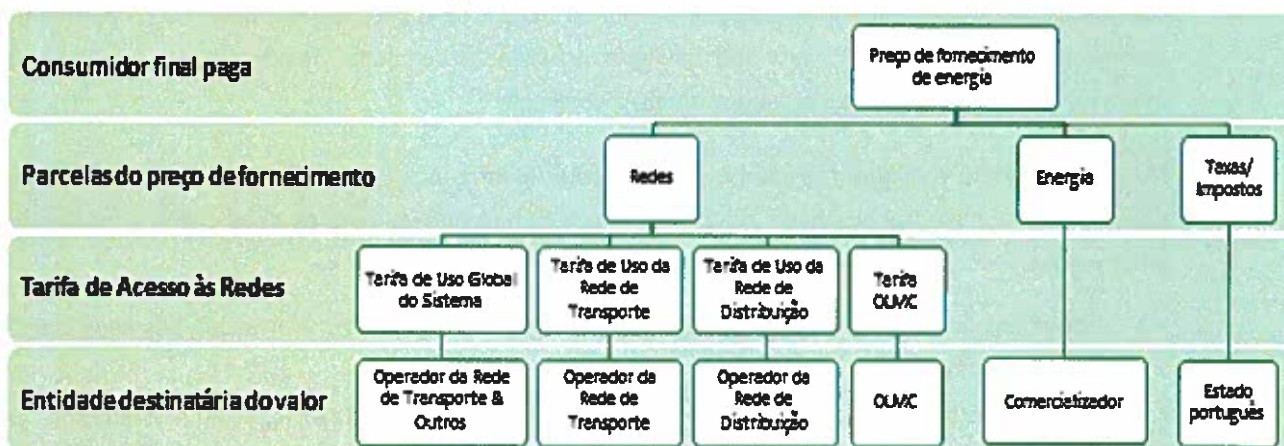 Consumidor final paga
Preço de fornecimento
de energia
Parcelas do preço de fornecimento
Redes
Energia
Taxas/
Impostos
Tarifa de Acesso às Redes
Tarifa de Uso Global
do Sistema
Tarifa de Uso da
Rede de
Transporte
Tarifa de Uso da
Rede de
Distribuição
Tarifa
OLMC
Entidade destinatária do valor
Operador da Rede
de Transporte &
Outros
Operador da
Rede de
Transporte
Operador da
Rede de
Distribuição
OLMC
Comercializador
Estado
português